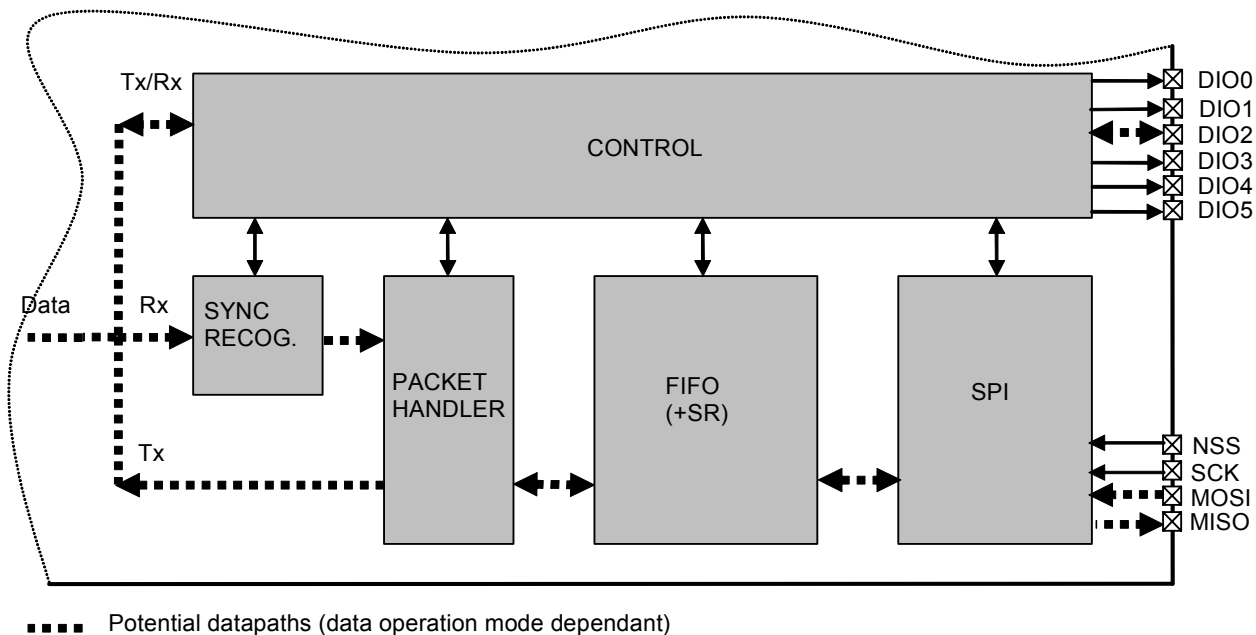 Tx/Rx
CONTROL
DIO0
DIO1
DIO2
DIO3
DIO4
DIO5
Data
Rx
SYNC
RECOG.
PACKET
HANDLER
FIFO
(+SR)
SPI
Tx
NSS
SCK
MOSI
MISO
Potential datapaths (data operation mode dependant)